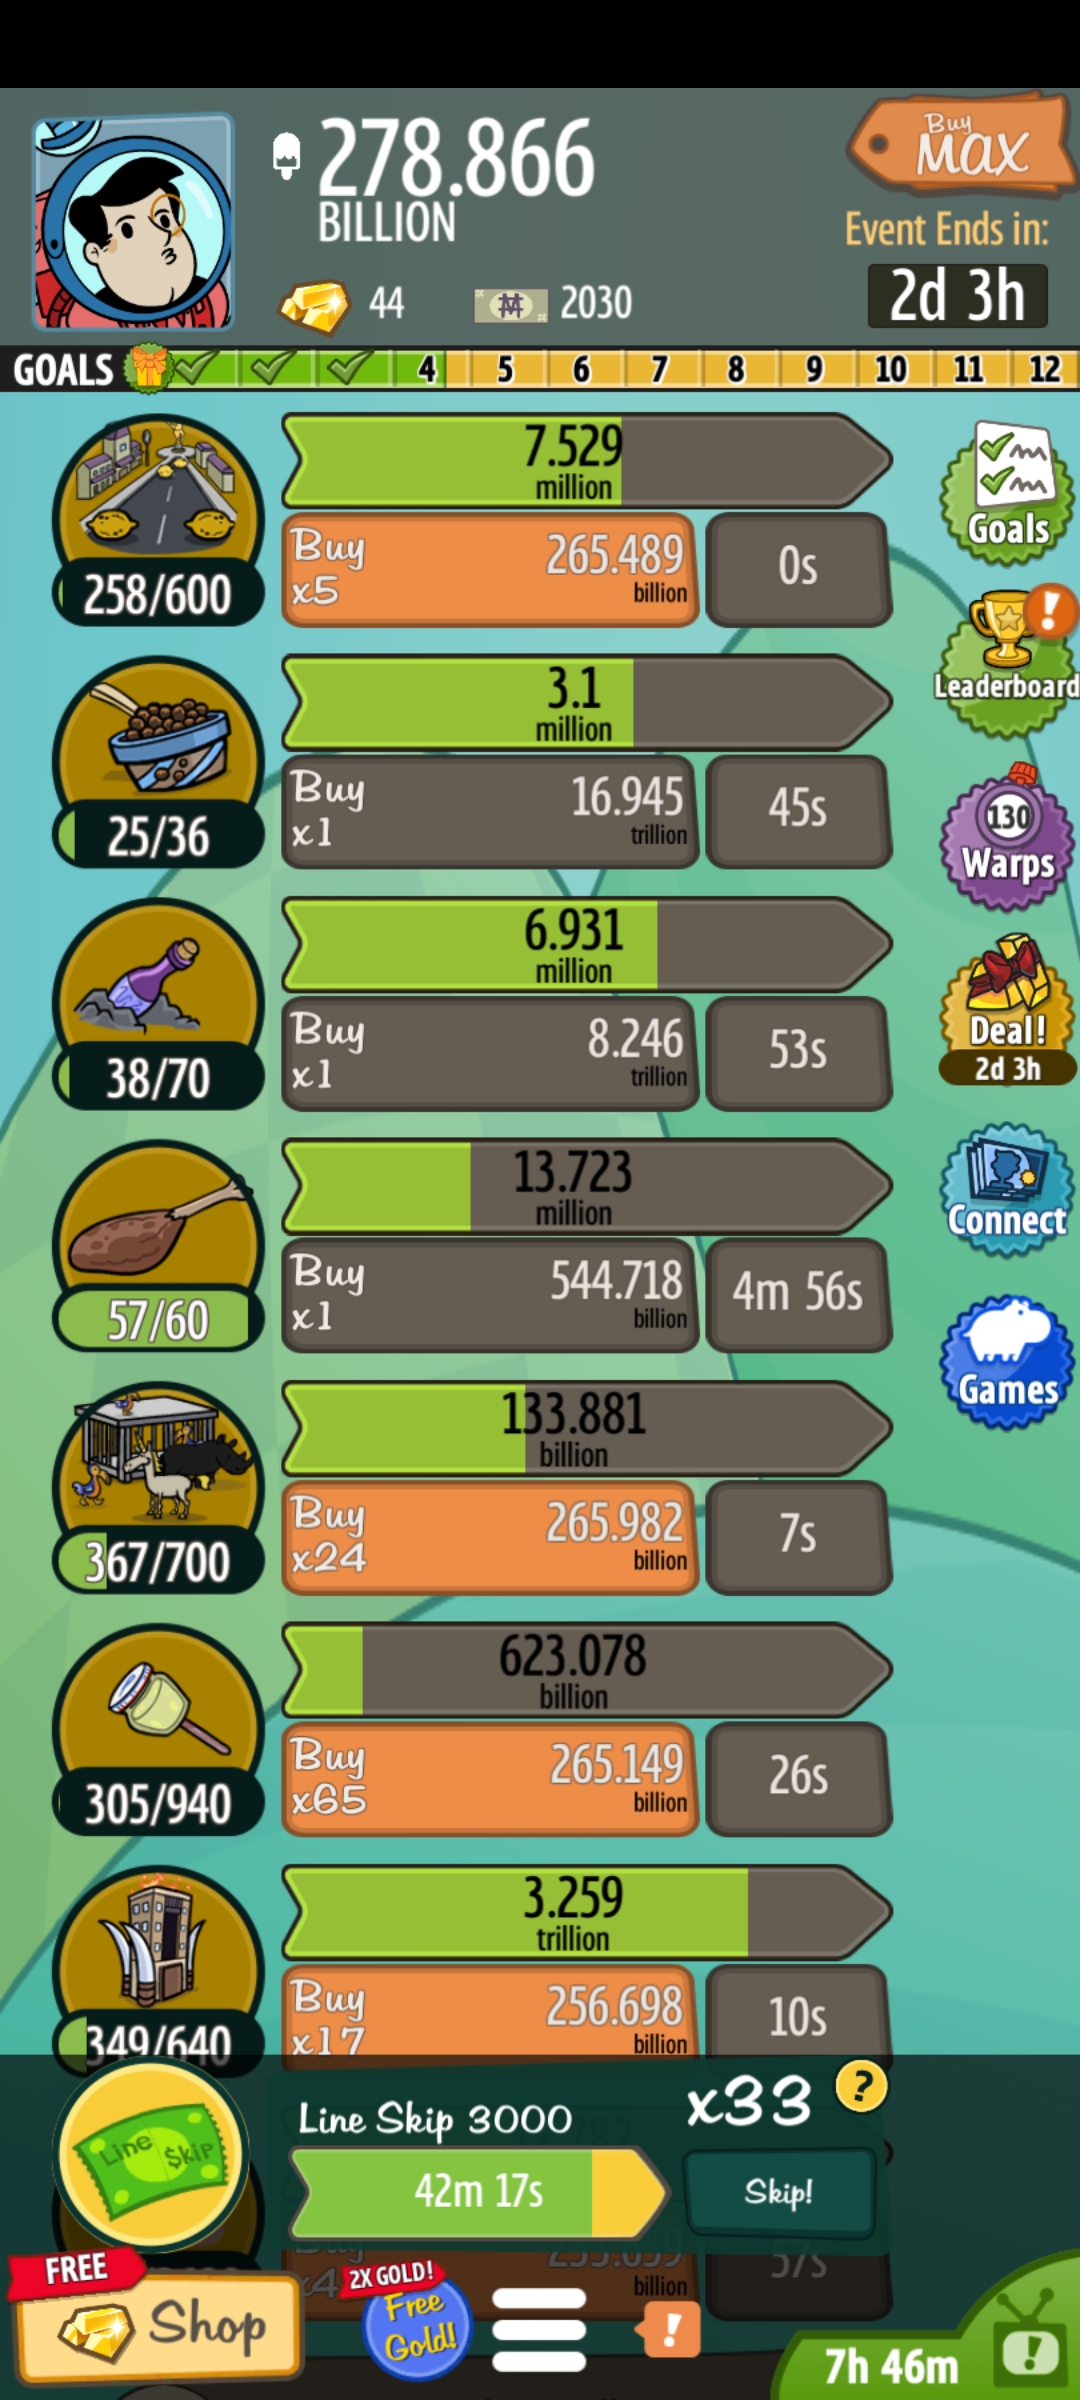 278.866
BILLION
Buy
MAX
Event Ends in:
2d 3h
44
2030
GOALS
4
5
6
7
8
9
10
11
12
7.529
million
Buy
x5
265.489
billion
0s
258/600
Goals
3.1
million
Buy
x1
16.945
trillion
45s
25/36
Leaderboard
6.931
million
Buy
x1
8.246
trillion
53s
38/70
130
Warps
Deal!
2d 3h
13.723
million
Buy
x1
544.718
billion
4m 56s
57/60
Connect
133.881
billion
Buy
x24
265.982
billion
7s
367/700
Games
623.078
billion
Buy
x65
265.149
billion
26s
305/940
3.259
trillion
Buy
x17
256.698
billion
10s
349/640
Line Skip
Line Skip 3000
x33
?
42m 17s
Skip!
billion
57s
FREE
Shop
2X GOLD!
Free
Gold!
!
7h 46m
!